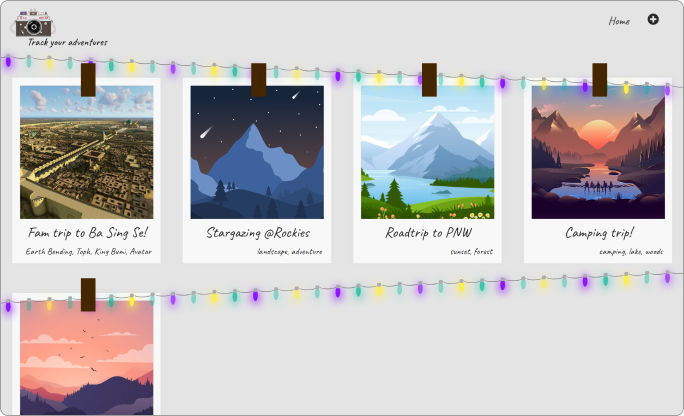 Home
Track your adventures
Fam trip to Ba Sing Se!
Earth Bending, Toph, King Bumi, Avatar
Stargazing @Rockies
landscape, adventure
Roadtrip to PNW
sunset, forest
Camping trip!
camping, lake, woods